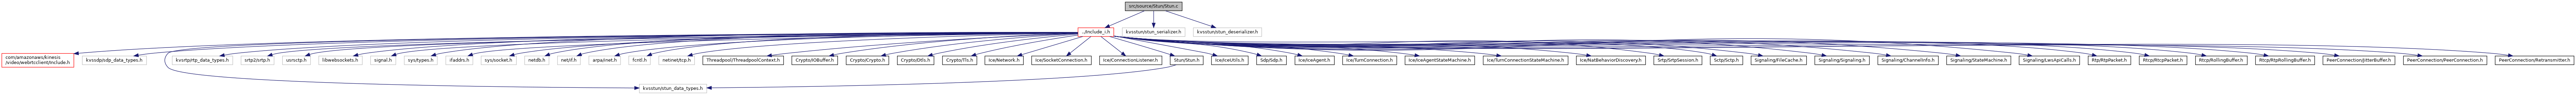 src/source/Stun/Stun.c
../Include_i.h
kvsstun/stun_serializer.h
kvsstun/stun_deserializer.h
com/amazonaws/kinesis
/video/webrtcclient/Include.h
kvssdp/sdp_data_types.h
kvsrtp/rtp_data_types.h
srtp2/srtp.h
usrsctp.h
libwebsockets.h
signal.h
sys/types.h
ifaddrs.h
sys/socket.h
netdb.h
net/if.h
arpa/inet.h
fcntl.h
netinet/tcp.h
Threadpool/ThreadpoolContext.h
Crypto/IOBuffer.h
Crypto/Crypto.h
Crypto/Dtls.h
Crypto/Tls.h
Ice/Network.h
Ice/SocketConnection.h
Ice/ConnectionListener.h
Stun/Stun.h
Ice/IceUtils.h
Sdp/Sdp.h
Ice/IceAgent.h
Ice/TurnConnection.h
Ice/IceAgentStateMachine.h
Ice/TurnConnectionStateMachine.h
Ice/NatBehaviorDiscovery.h
Srtp/SrtpSession.h
Sctp/Sctp.h
Signaling/FileCache.h
Signaling/Signaling.h
Signaling/ChannelInfo.h
Signaling/StateMachine.h
Signaling/LwsApiCalls.h
Rtp/RtpPacket.h
Rtcp/RtcpPacket.h
Rtcp/RollingBuffer.h
Rtcp/RtpRollingBuffer.h
PeerConnection/JitterBuffer.h
PeerConnection/PeerConnection.h
PeerConnection/Retransmitter.h
kvsstun/stun_data_types.h